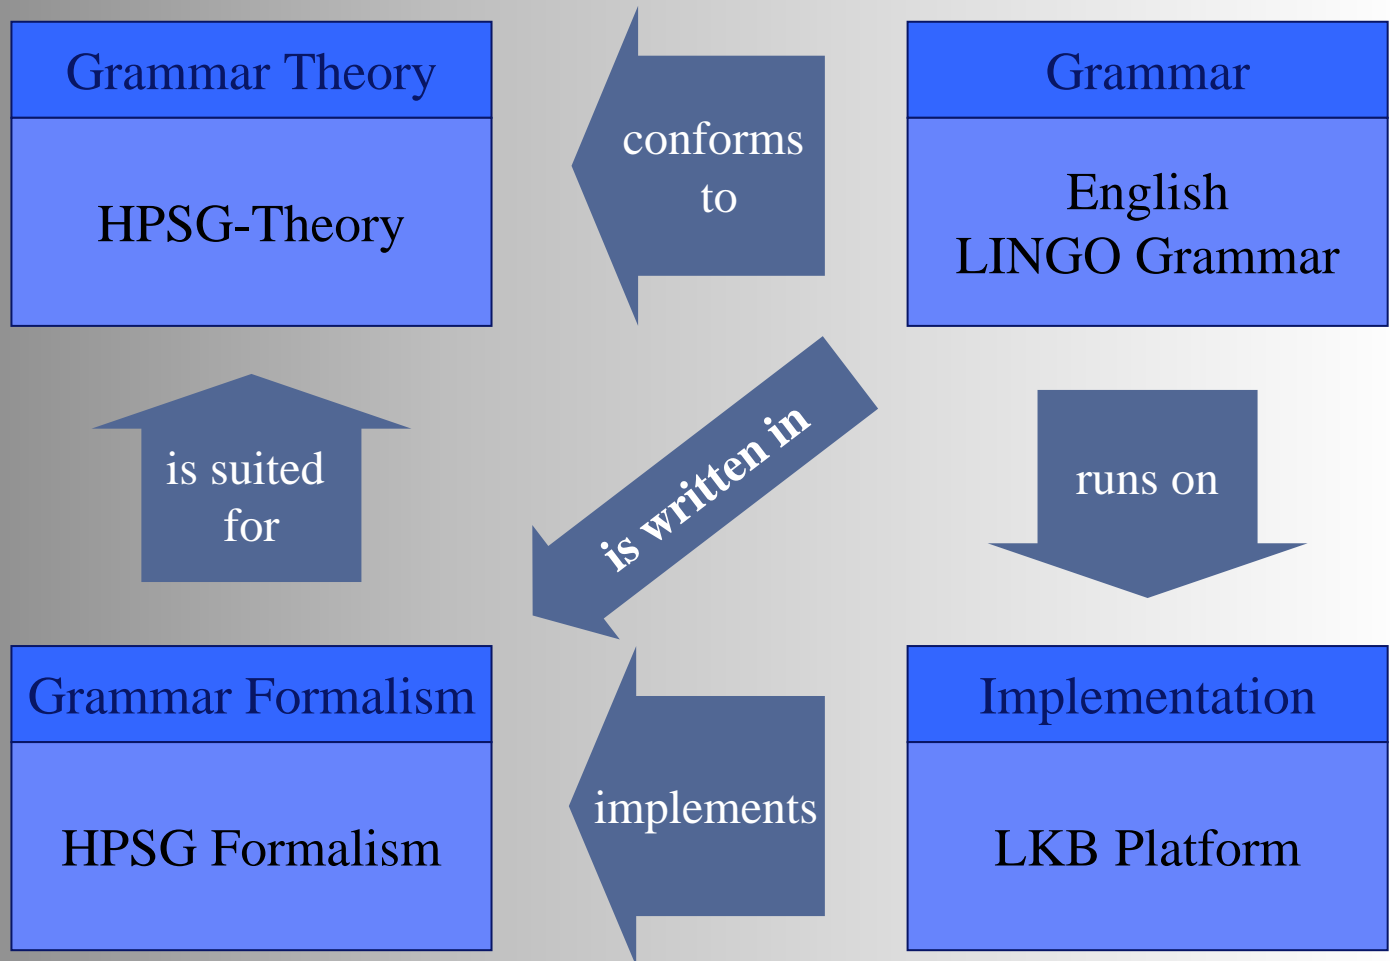 Grammar Theory
HPSG-Theory
conforms
to
Grammar
English
LINGO Grammar
is suited
for
is written in
runs on
Grammar Formalism
HPSG Formalism
implements
Implementation
LKB Platform